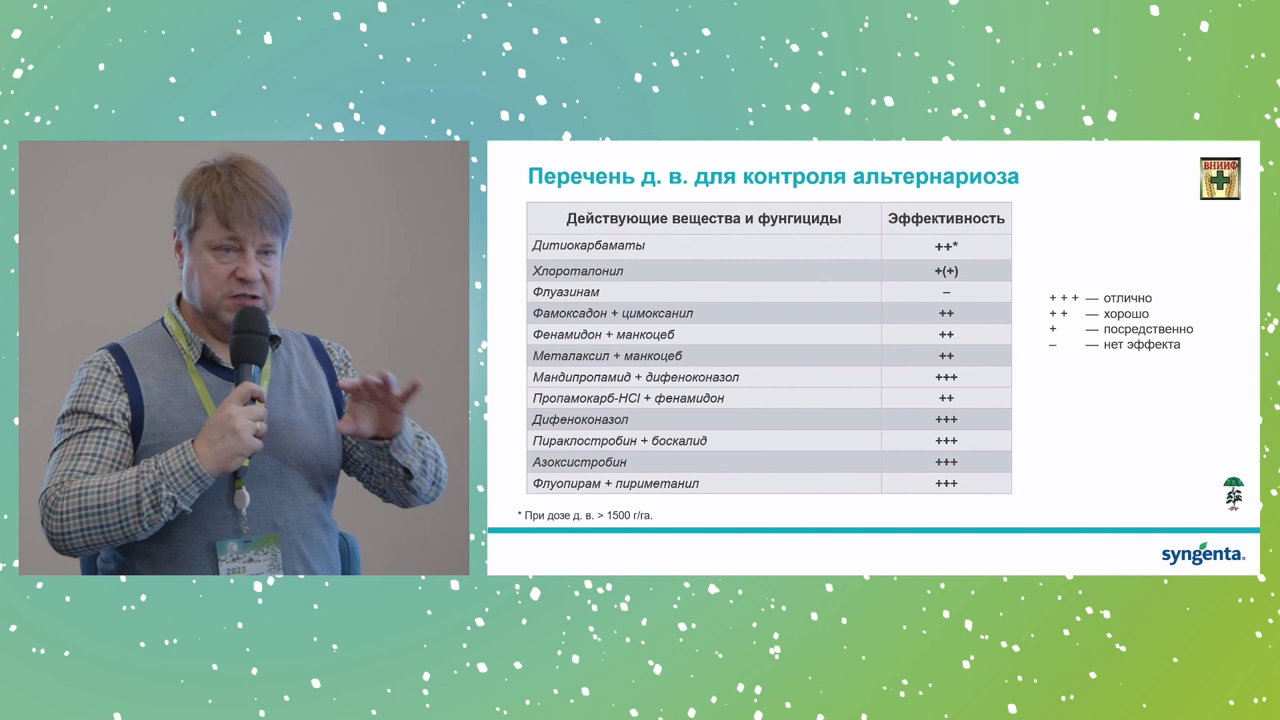 Перечень д. в. для контроля альтернариоза
ВНИИФ
Действующие вещества и фунгициды Эффективность
Дитиокарбаматы ++*
Хлороталонил +(+)
Флуазинам –
Фамоксадон + цимоксанил ++
Фенамидон + манкоцеб ++
Металаксил + манкоцеб ++
Мандипропамид + дифеноконазол +++
Пропамокарб-HCl + фенамидон ++
Дифеноконазол +++
Пираклостробин + боскалид +++
Азоксистробин +++
Флуопирам + пириметанил +++
+ + + — отлично
+ + — хорошо
+ — посредственно
– — нет эффекта
* При дозе д. в. > 1500 г/га.
syngenta.
2023